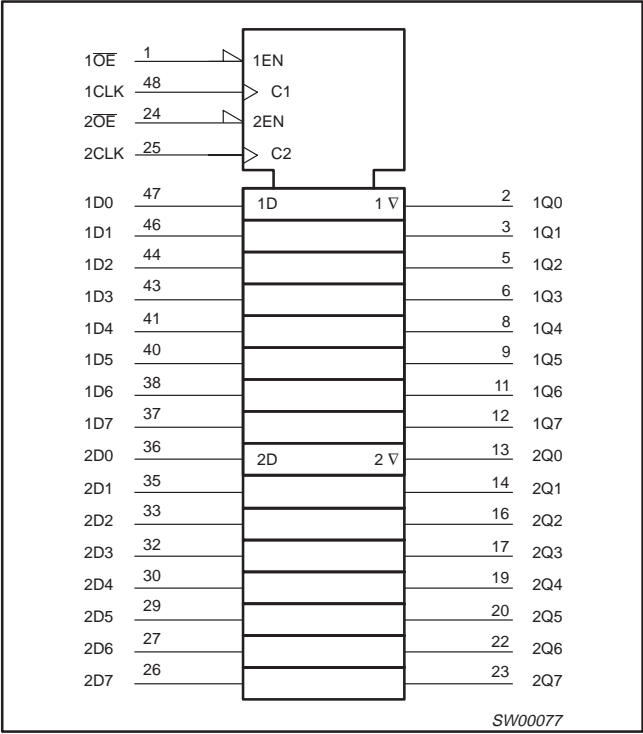 1O̅E̅ 1 1EN
1CLK 48 C1
2O̅E̅ 24 2EN
2CLK 25 C2
1D0 47 1D 1 ∇ 2 1Q0
1D1 46 3 1Q1
1D2 44 5 1Q2
1D3 43 6 1Q3
1D4 41 8 1Q4
1D5 40 9 1Q5
1D6 38 11 1Q6
1D7 37 12 1Q7
2D0 36 2D 2 ∇ 13 2Q0
2D1 35 14 2Q1
2D2 33 16 2Q2
2D3 32 17 2Q3
2D4 30 19 2Q4
2D5 29 20 2Q5
2D6 27 22 2Q6
2D7 26 23 2Q7
SW00077